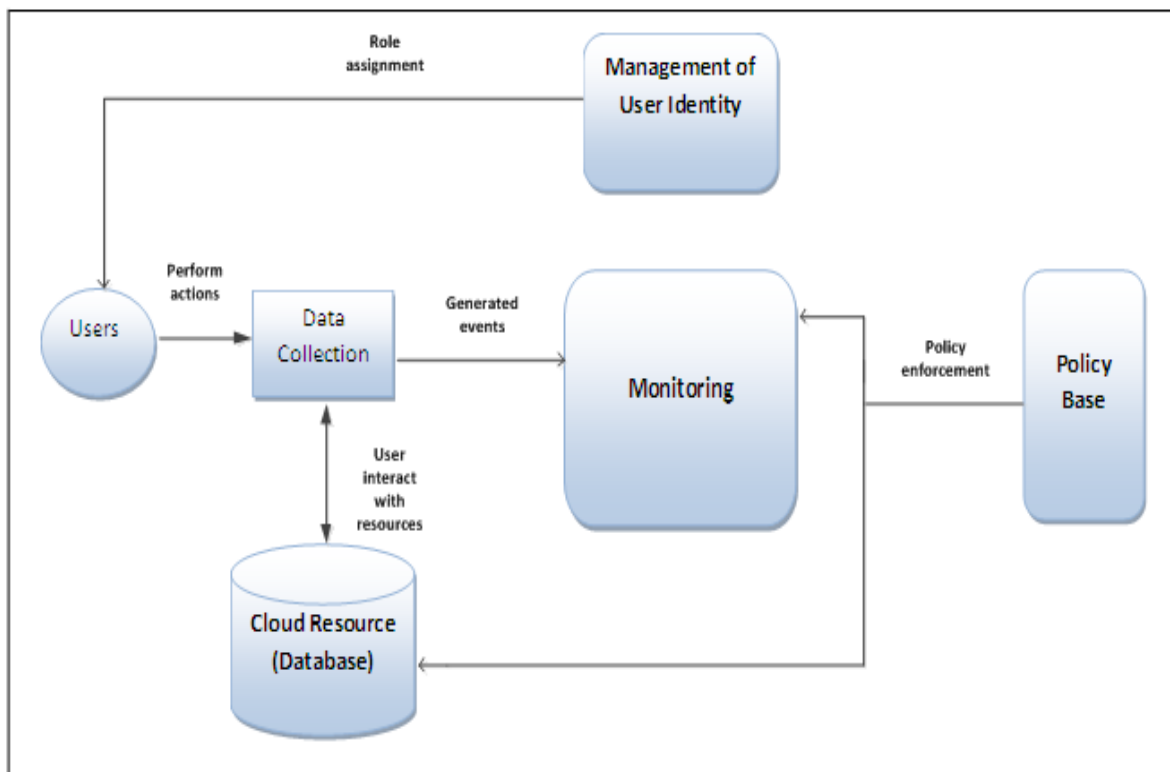 Role
assignment
Management of
User Identity
Perform
actions
Users
Data
Collection
Generated
events
Monitoring
Policy
enforcement
Policy
Base
User
interact
with
resources
Cloud Resource
(Database)